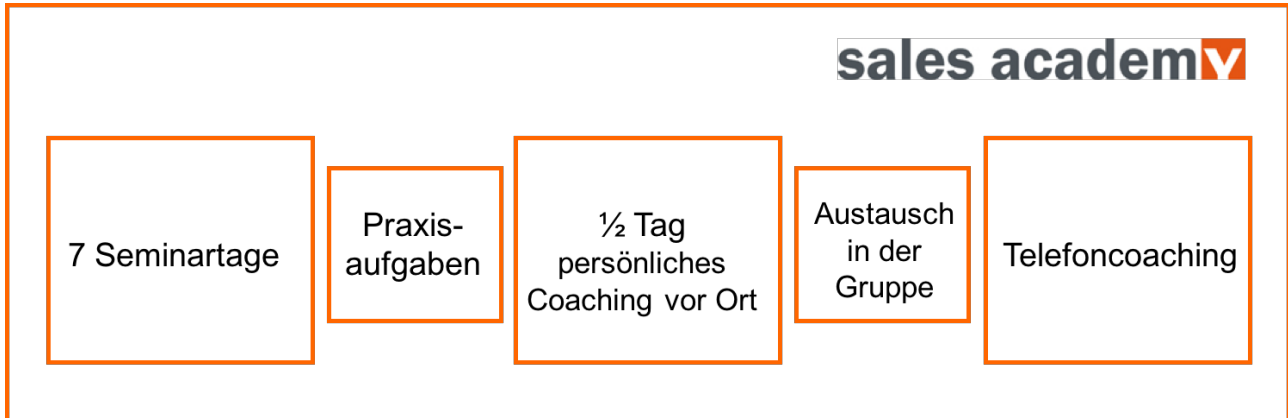 sales academy
7 Seminartage
Praxis-
aufgaben
½ Tag
persönliches
Coaching vor Ort
Austausch
in der
Gruppe
Telefoncoaching